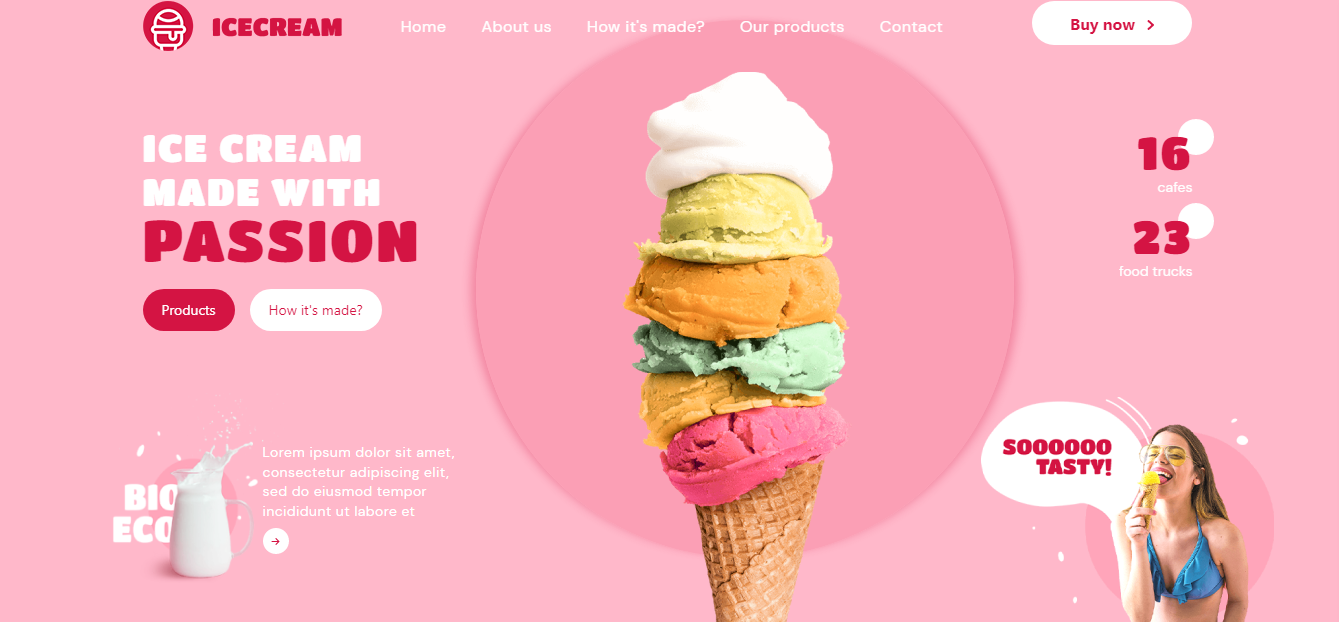 ICECREAM
Home
About us
How it's made?
Our products
Contact
Buy now
ICE CREAM
MADE WITH
PASSION
Products
How it's made?
16
cafes
23
food trucks
BIO
ECO
Lorem ipsum dolor sit amet,
consectetur adipiscing elit,
sed do eiusmod tempor
incididunt ut labore et
SOOOOOO
TASTY!